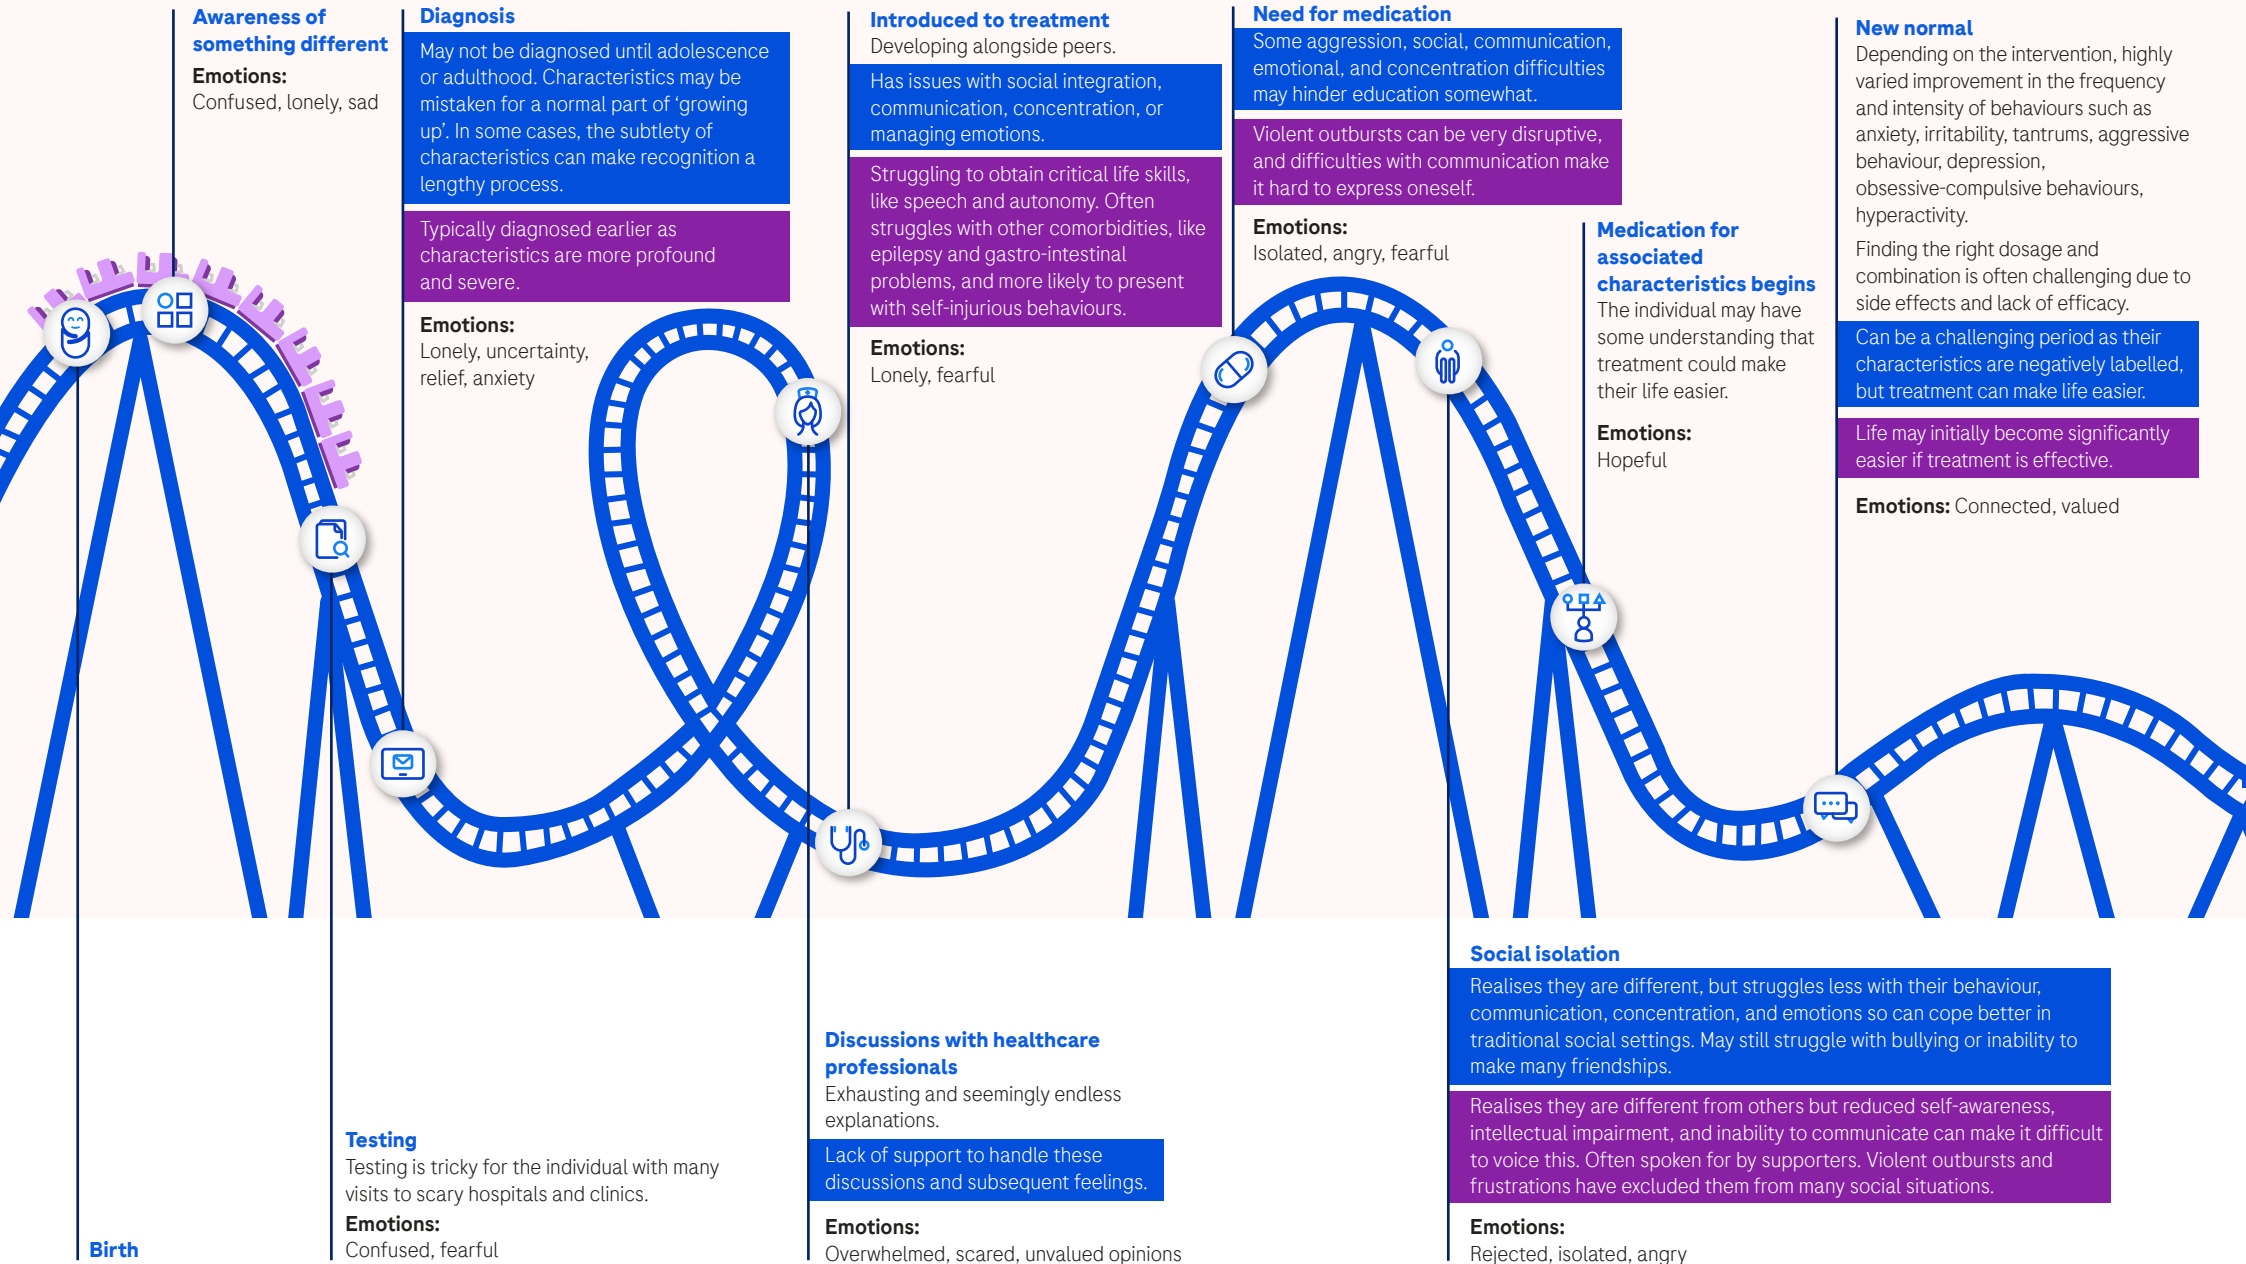 Awareness of
something different
Emotions:
Confused, lonely, sad
Diagnosis
May not be diagnosed until adolescence
or adulthood. Characteristics may be
mistaken for a normal part of ‘growing
up’. In some cases, the subtlety of
characteristics can make recognition a
lengthy process.
Typically diagnosed earlier as
characteristics are more profound
and severe.
Emotions:
Lonely, uncertainty,
relief, anxiety
Introduced to treatment
Developing alongside peers.
Has issues with social integration,
communication, concentration, or
managing emotions.
Struggling to obtain critical life skills,
like speech and autonomy. Often
struggles with other comorbidities, like
epilepsy and gastro-intestinal
problems, and more likely to present
with self-injurious behaviours.
Emotions:
Lonely, fearful
Need for medication
Some aggression, social, communication,
emotional, and concentration difficulties
may hinder education somewhat.
Violent outbursts can be very disruptive,
and difficulties with communication make
it hard to express oneself.
Emotions:
Isolated, angry, fearful
Medication for
associated
characteristics begins
The individual may have
some understanding that
treatment could make
their life easier.
Emotions:
Hopeful
New normal
Depending on the intervention, highly
varied improvement in the frequency
and intensity of behaviours such as
anxiety, irritability, tantrums, aggressive
behaviour, depression,
obsessive-compulsive behaviours,
hyperactivity.
Finding the right dosage and
combination is often challenging due to
side effects and lack of efficacy.
Can be a challenging period as their
characteristics are negatively labelled,
but treatment can make life easier.
Life may initially become significantly
easier if treatment is effective.
Emotions: Connected, valued
Birth
Testing
Testing is tricky for the individual with many
visits to scary hospitals and clinics.
Emotions:
Confused, fearful
Discussions with healthcare
professionals
Exhausting and seemingly endless
explanations.
Lack of support to handle these
discussions and subsequent feelings.
Emotions:
Overwhelmed, scared, unvalued opinions
Social isolation
Realises they are different, but struggles less with their behaviour,
communication, concentration, and emotions so can cope better in
traditional social settings. May still struggle with bullying or inability to
make many friendships.
Realises they are different from others but reduced self-awareness,
intellectual impairment, and inability to communicate can make it difficult
to voice this. Often spoken for by supporters. Violent outbursts and
frustrations have excluded them from many social situations.
Emotions:
Rejected, isolated, angry